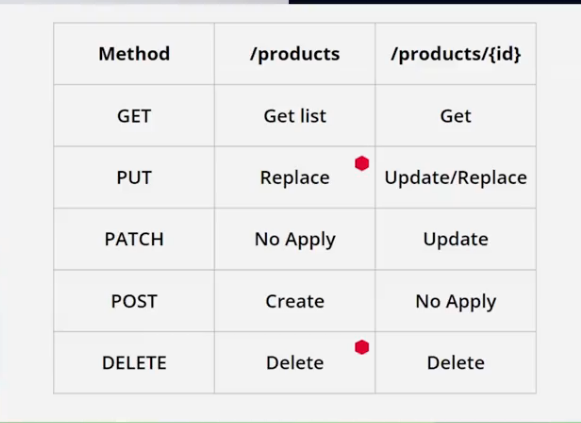 Method /products /products/{id}
GET Get list Get
PUT Replace Update/Replace
PATCH No Apply Update
POST Create No Apply
DELETE Delete Delete